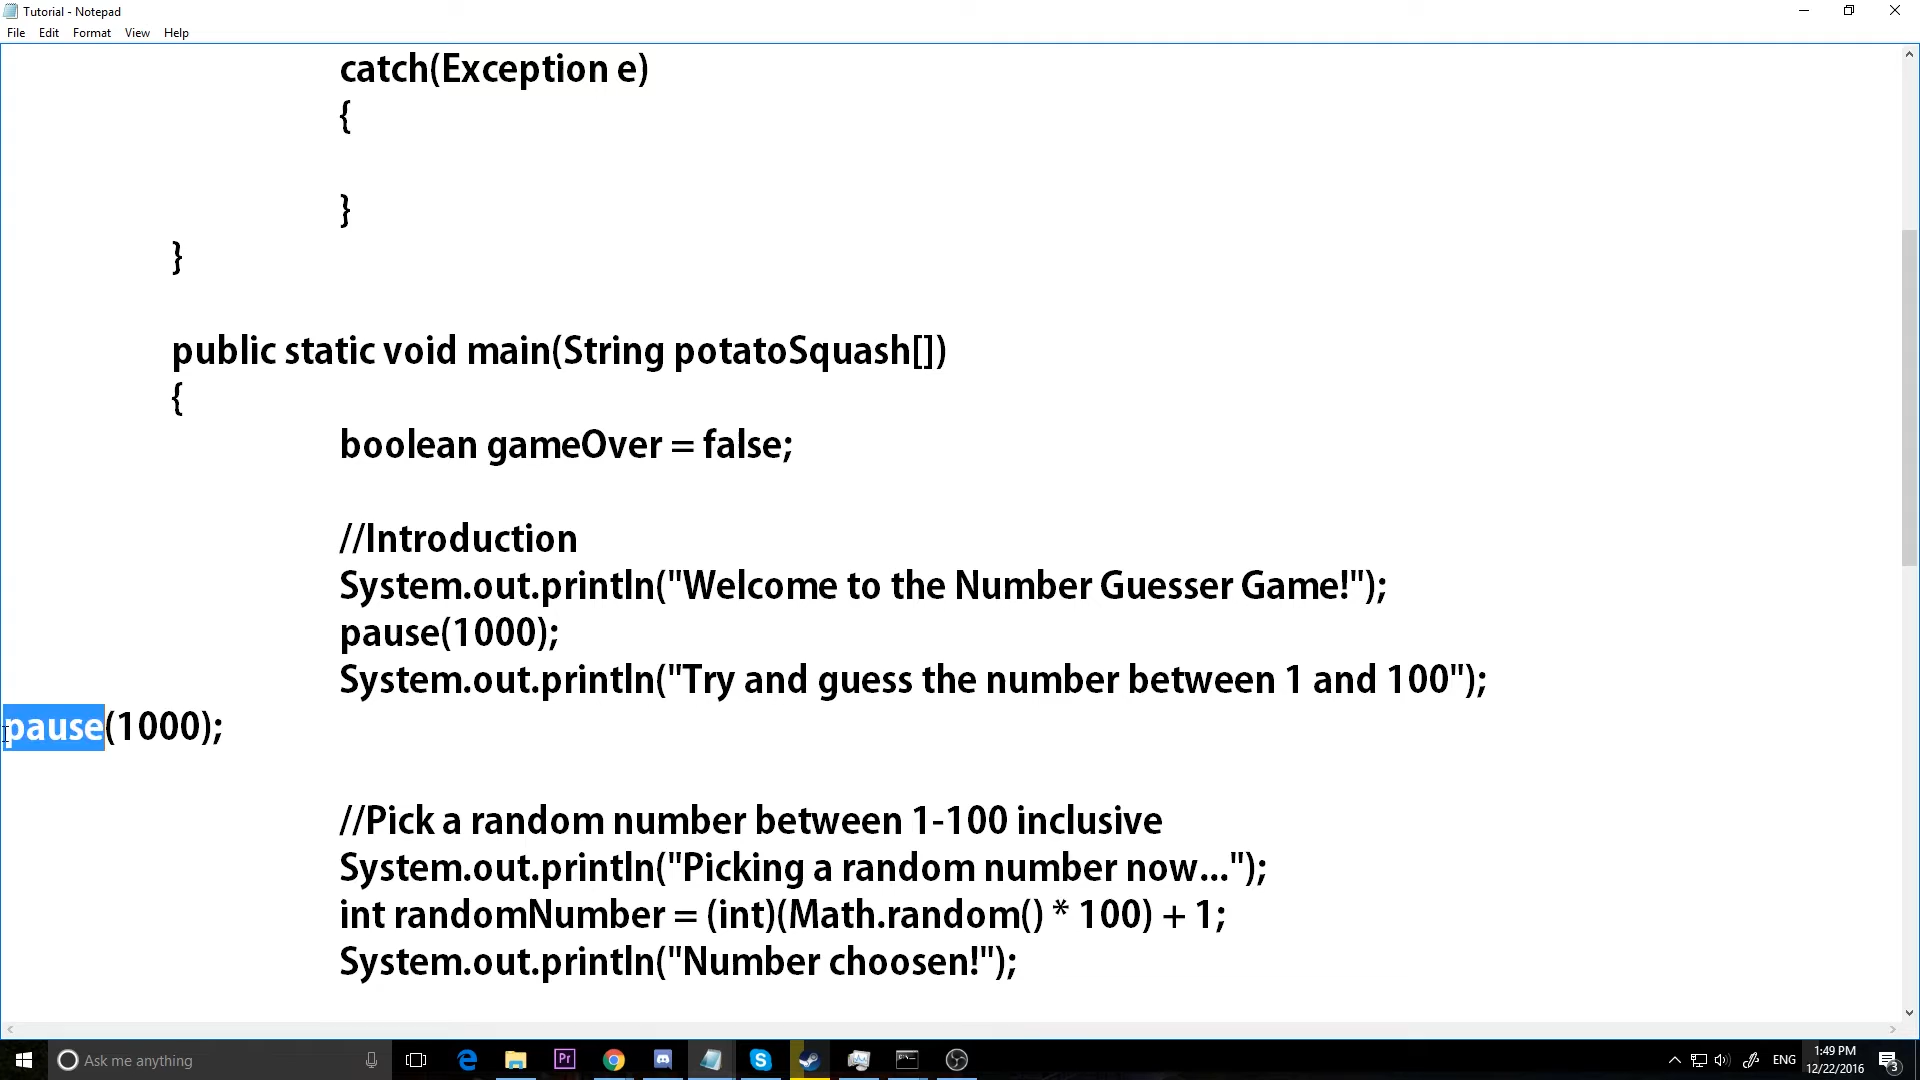 Tutorial - Notepad
File Edit Format View Help
catch(Exception e)
{
}
}
public static void main(String potatoSquash[])
{
boolean gameOver = false;
//Introduction
System.out.println("Welcome to the Number Guesser Game!");
pause(1000);
System.out.println("Try and guess the number between 1 and 100");
pause(1000);
//Pick a random number between 1-100 inclusive
System.out.println("Picking a random number now...");
int randomNumber = (int)(Math.random() * 100) + 1;
System.out.println("Number choosen!");
Ask me anything
Pr
ENG
1:49 PM
12/22/2016
3